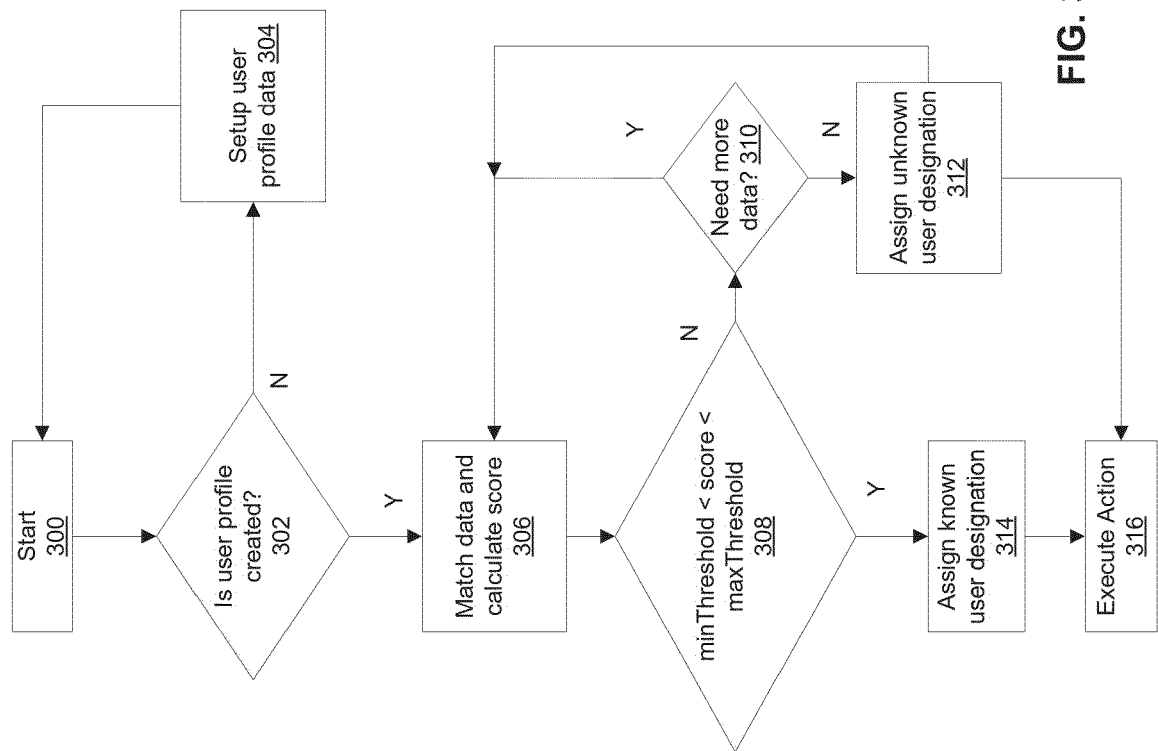 Start
300
Is user profile
created?
302
N
Setup user
profile data 304
Y
Match data and
calculate score
306
minThreshold < score <
maxThreshold
308
N
Need more
data? 310
Y
N
Assign unknown
user designation
312
Y
Assign known
user designation
314
Execute Action
316
FIG.